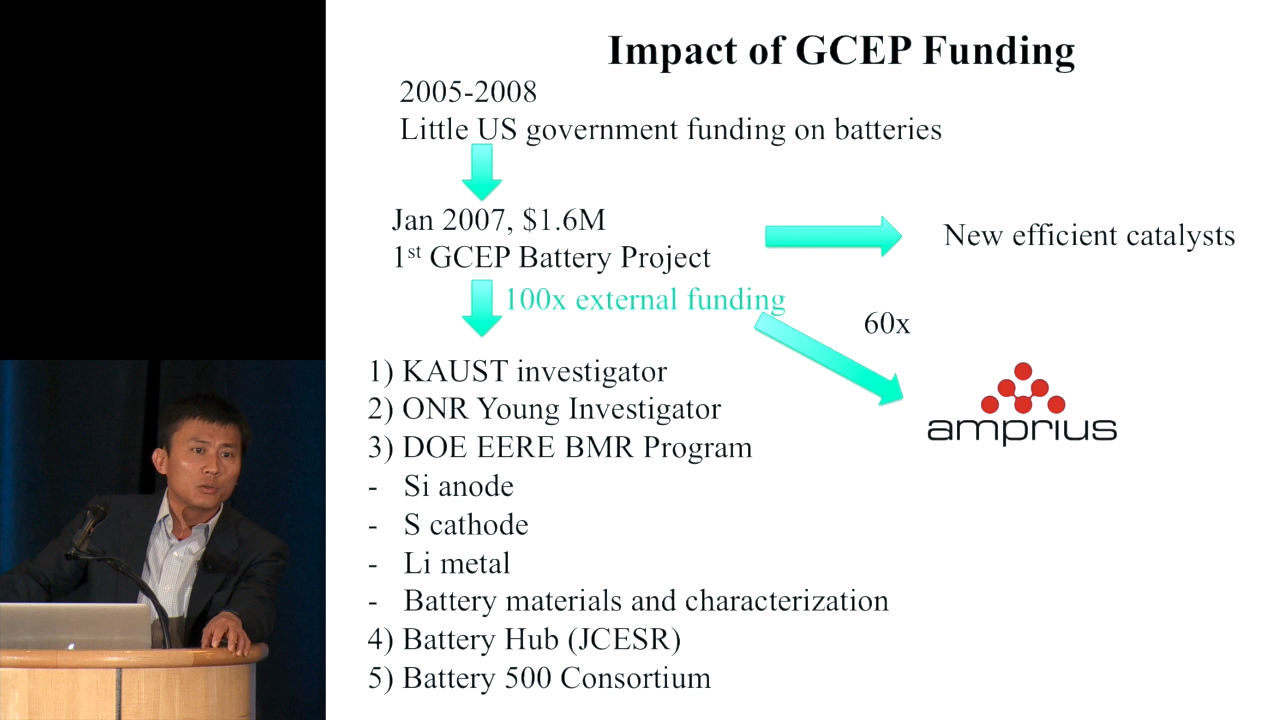 Impact of GCEP Funding
2005-2008
Little US government funding on batteries
Jan 2007, $1.6M
1st GCEP Battery Project
New efficient catalysts
100x external funding
60x
amprius
1) KAUST investigator
2) ONR Young Investigator
3) DOE EERE BMR Program
- Si anode
- S cathode
- Li metal
- Battery materials and characterization
4) Battery Hub (JCESR)
5) Battery 500 Consortium